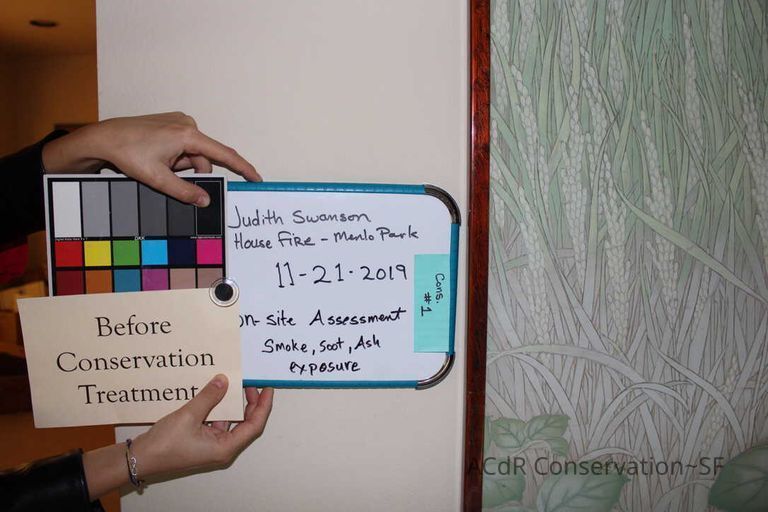 Judith Swanson
House Fire - Menlo Park
11-21-2019
on-site Assessment
Smoke, soot, Ash
exposure
Cons.
#1
Before
Conservation
Treatment
ACdR Conservation~SF